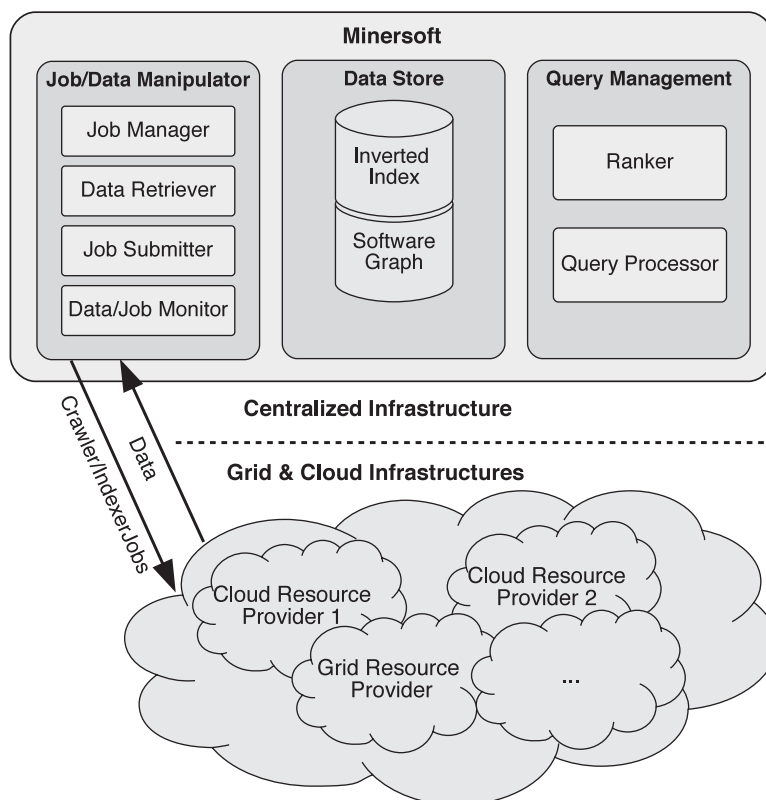 Minersoft
Job/Data Manipulator
Job Manager
Data Retriever
Job Submitter
Data/Job Monitor
Data Store
Inverted
Index
Software
Graph
Query Management
Ranker
Query Processor
Crawler/IndexerJobs
Data
Centralized Infrastructure
Grid & Cloud Infrastructures
Cloud Resource
Provider 1
Cloud Resource
Provider 2
Grid Resource
Provider
...